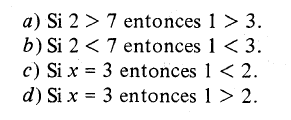 a) Si 2 > 7 entonces 1 > 3.
b) Si 2 < 7 entonces 1 < 3.
c) Si x = 3 entonces 1 < 2.
d) Si x = 3 entonces 1 > 2.